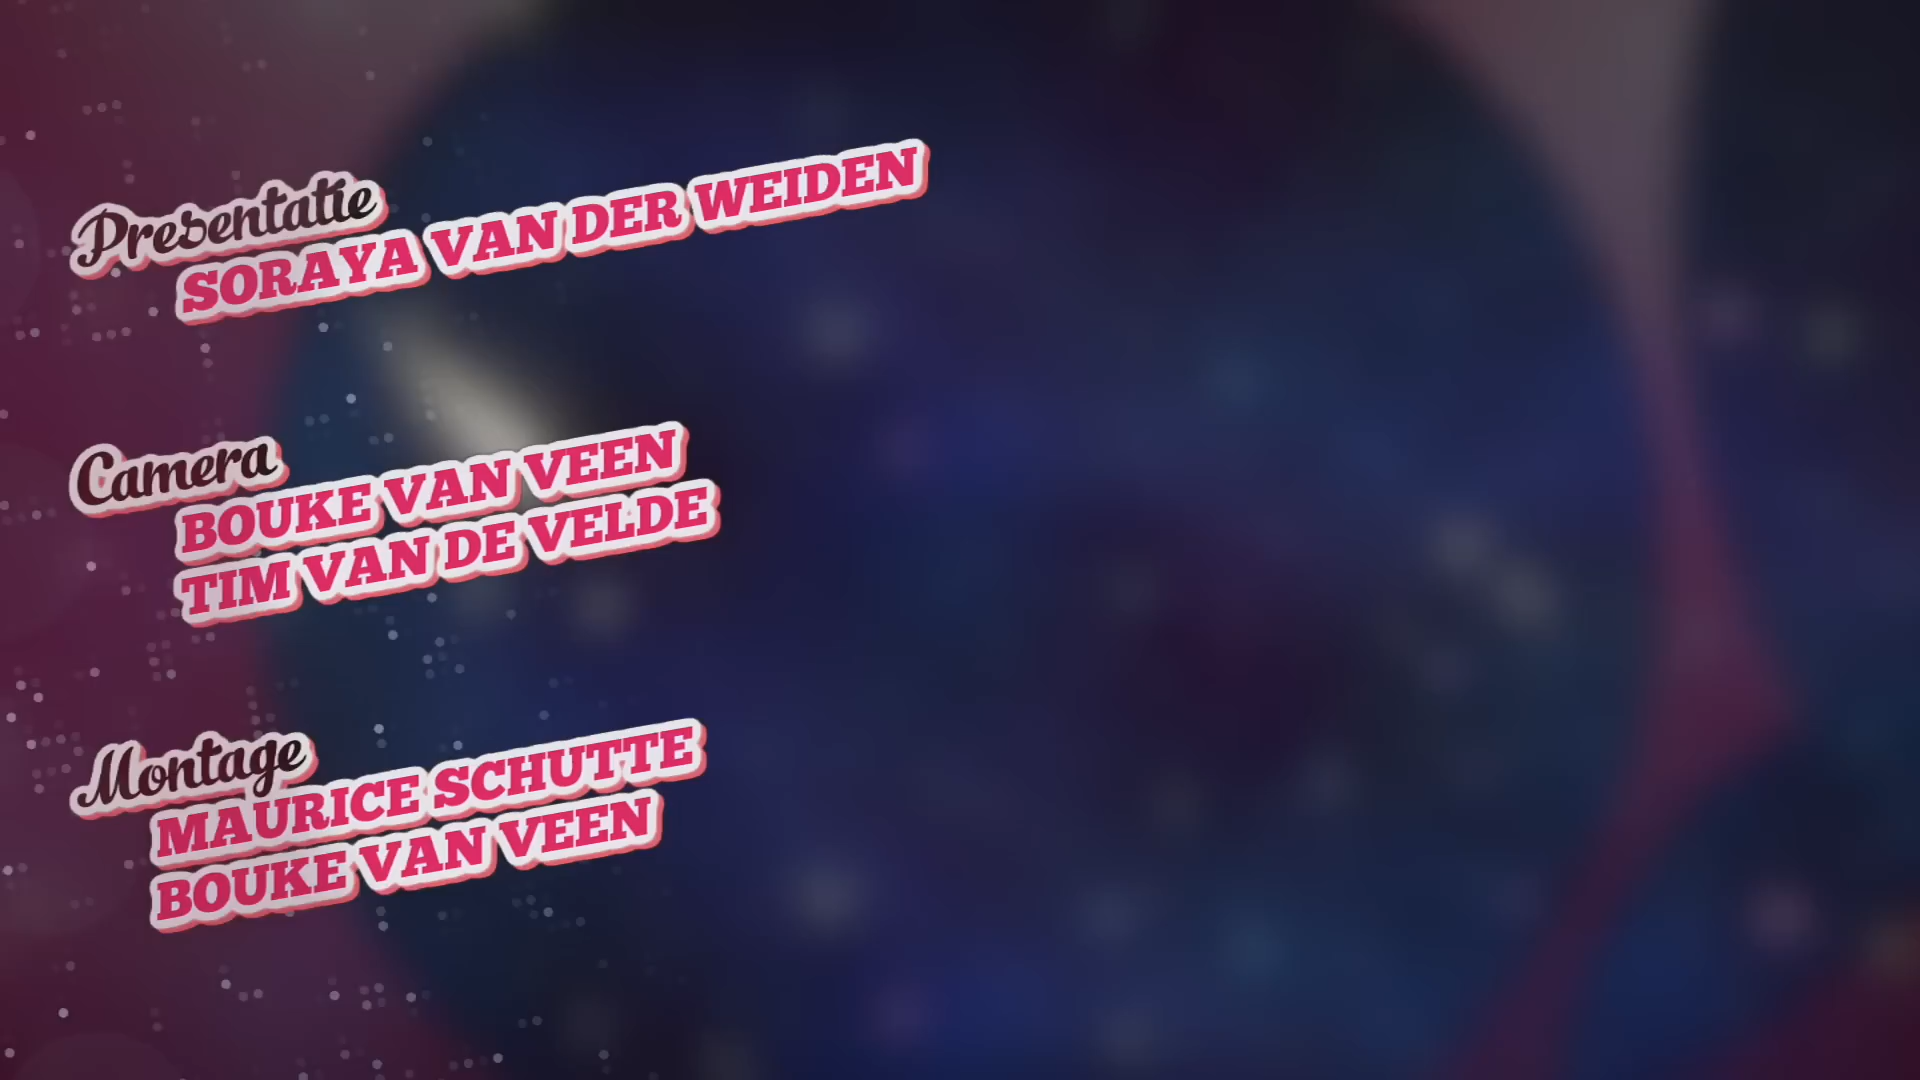 Presentatie
SORAYA VAN DER WEIDEN
Camera
BOUKE VAN VEEN
TIM VAN DE VELDE
Montage
MAURICE SCHUTTE
BOUKE VAN VEEN